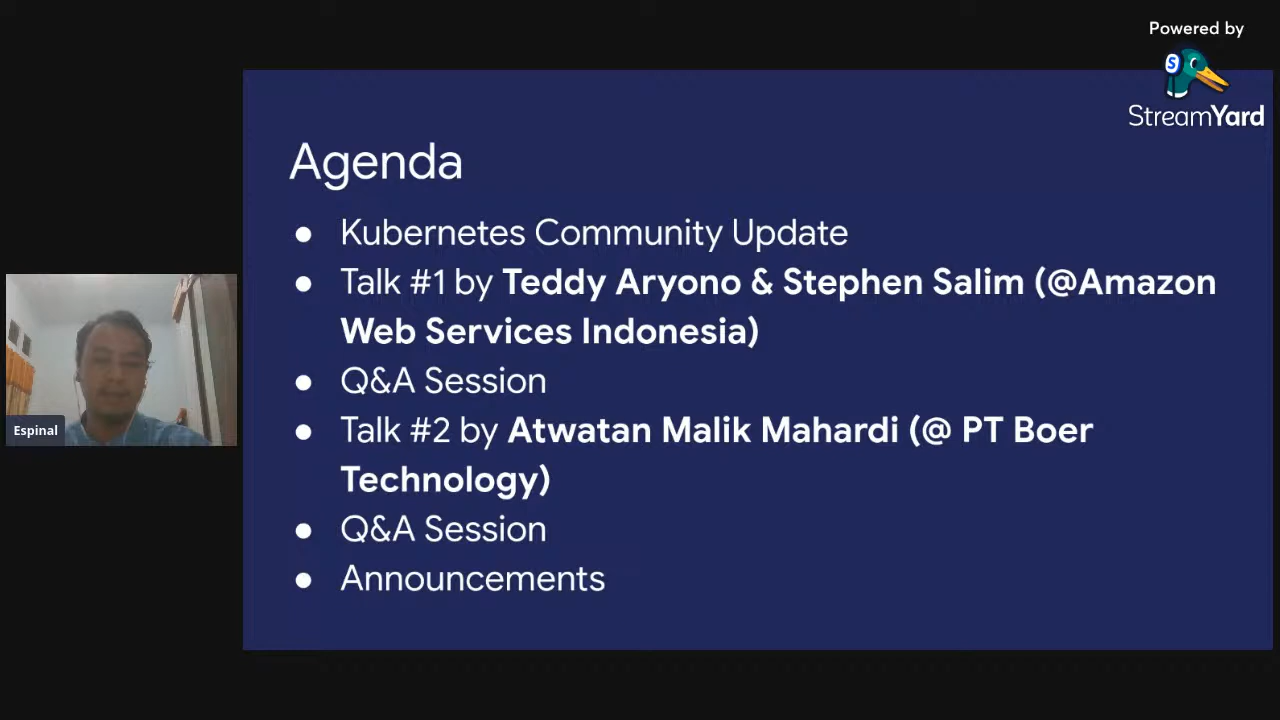 Powered by
S
StreamYard
Agenda
● Kubernetes Community Update
● Talk #1 by Teddy Aryono & Stephen Salim (@Amazon
Web Services Indonesia)
● Q&A Session
● Talk #2 by Atwatan Malik Mahardi (@ PT Boer
Technology)
● Q&A Session
● Announcements
Espinal